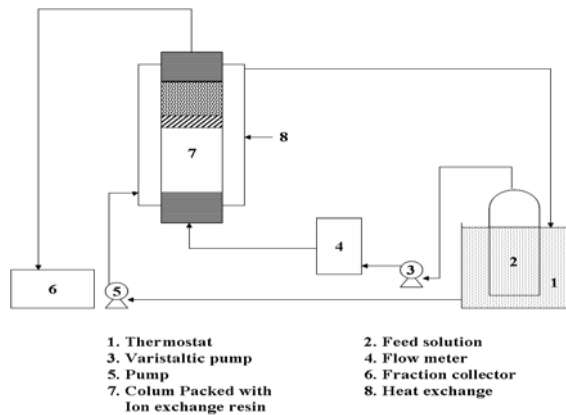 7
8
4
3
2
1
6
5
1. Thermostat
2. Feed solution
3. Varistaltic pump
4. Flow meter
5. Pump
6. Fraction collector
7. Colum Packed with
Ion exchange resin
8. Heat exchange